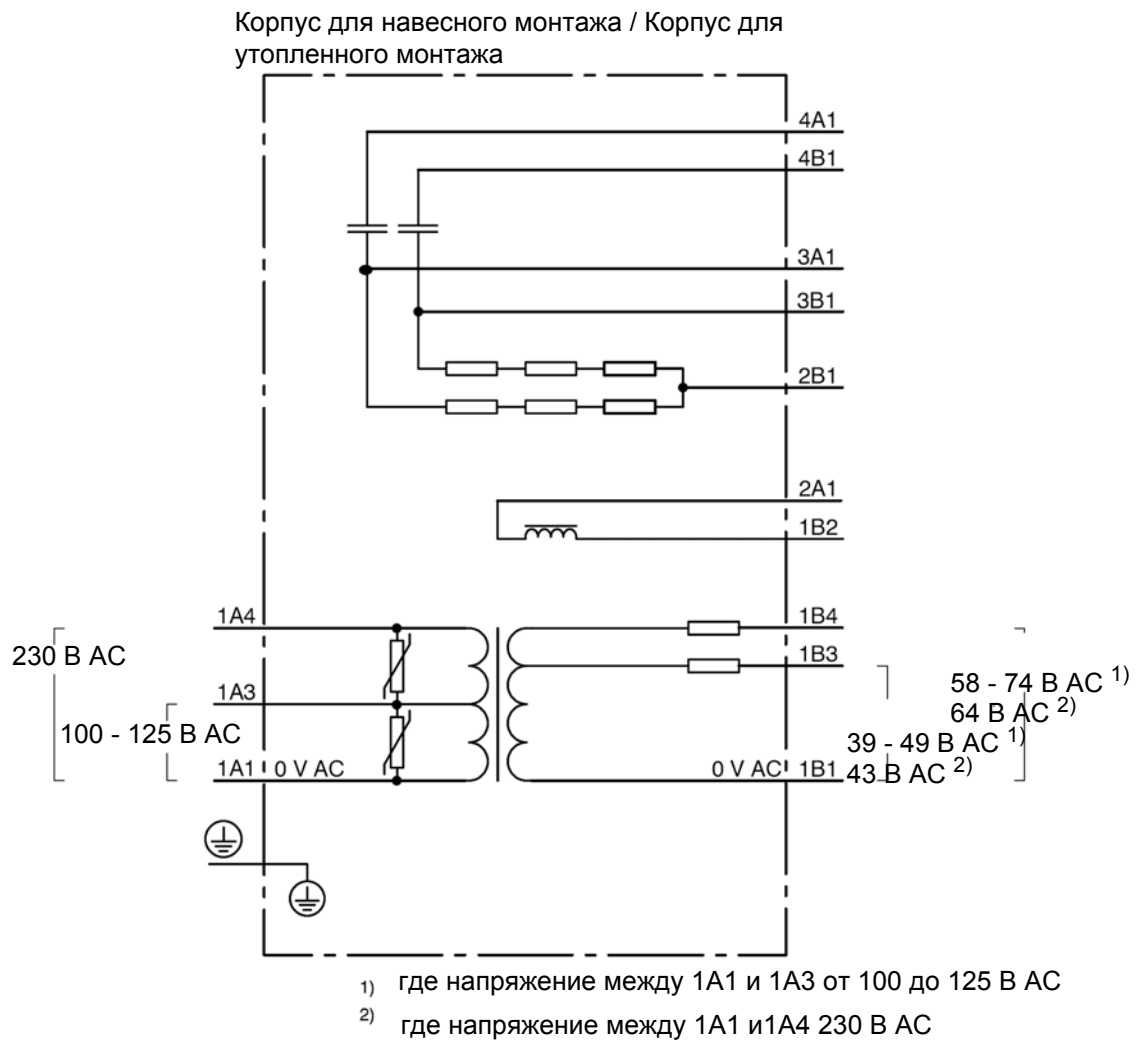 Корпус для навесного монтажа / Корпус для
утопленного монтажа
4A1
4B1
3A1
3B1
2B1
2A1
1B2
1A4
1B4
230 В AC
1B3
58 - 74 В AC 1)
1A3
64 В AC 2)
100 - 125 В AC
39 - 49 В AC 1)
1A1 0 V AC
0 V AC 1B1
43 В AC 2)
1) где напряжение между 1A1 и 1A3 от 100 до 125 В AC
2) где напряжение между 1A1 и1A4 230 В AC